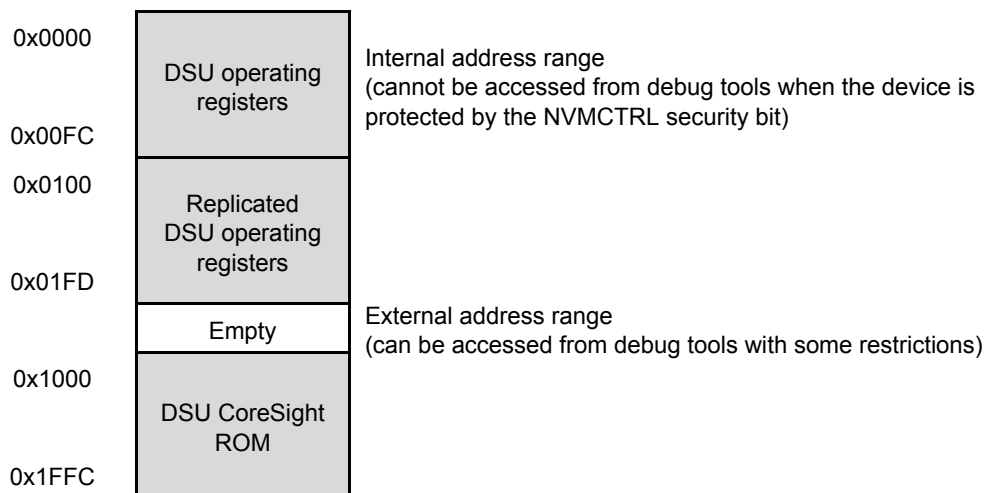 0x0000
DSU operating
registers
Internal address range
(cannot be accessed from debug tools when the device is
protected by the NVMCTRL security bit)
0x00FC
0x0100
Replicated
DSU operating
registers
0x01FD
Empty
External address range
(can be accessed from debug tools with some restrictions)
0x1000
DSU CoreSight
ROM
0x1FFC